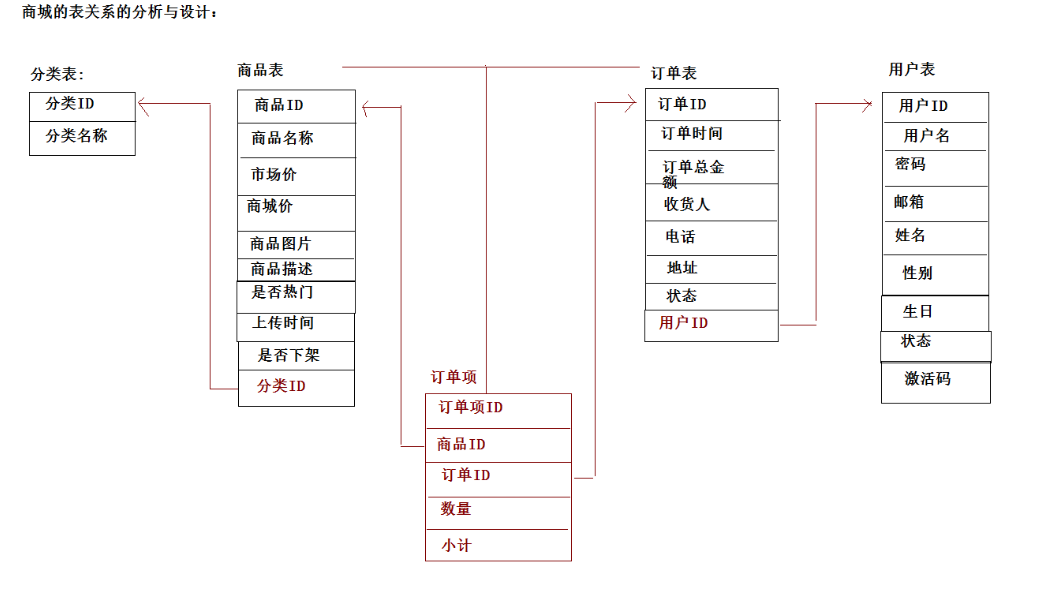 商城的表关系的分析与设计：
分类表：
分类ID
分类名称
商品表
商品ID
商品名称
市场价
商城价
商品图片
商品描述
是否热门
上传时间
是否下架
分类ID
订单项
订单项ID
商品ID
订单ID
数量
小计
订单表
订单ID
订单时间
订单总金
额
收货人
电话
地址
状态
用户ID
用户表
用户ID
用户名
密码
邮箱
姓名
性别
生日
状态
激活码